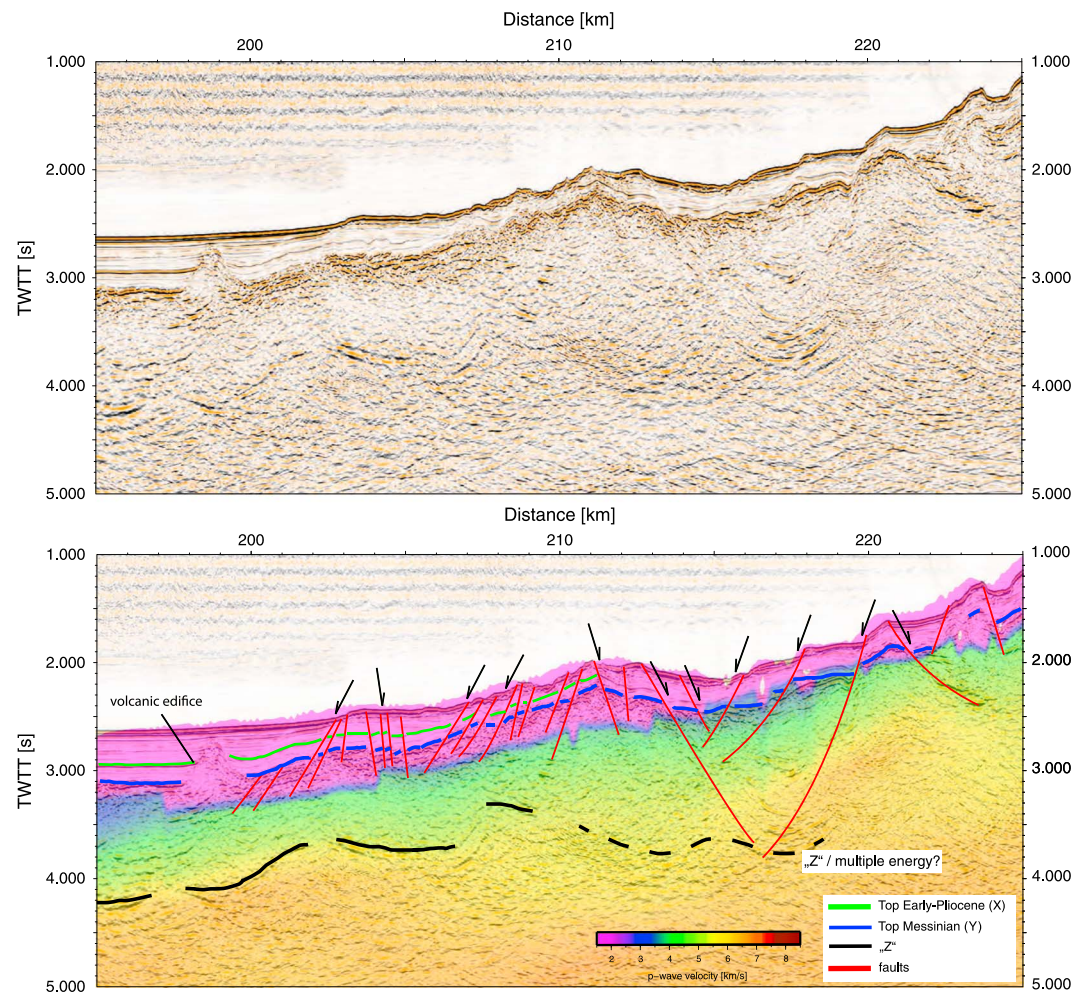 Distance [km]
200 210 220
1.000 1.000
2.000 2.000
TWTT [s]
3.000 3.000
4.000 4.000
5.000 5.000
Distance [km]
200 210 220
1.000 1.000
2.000 2.000
volcanic edifice
TWTT [s]
3.000 3.000
„Z“ / multiple energy?
4.000 4.000
Top Early-Pliocene (X)
Top Messinian (Y)
„Z“
faults
2 3 4 5 6 7 8
p-wave velocity [km/s]
5.000 5.000